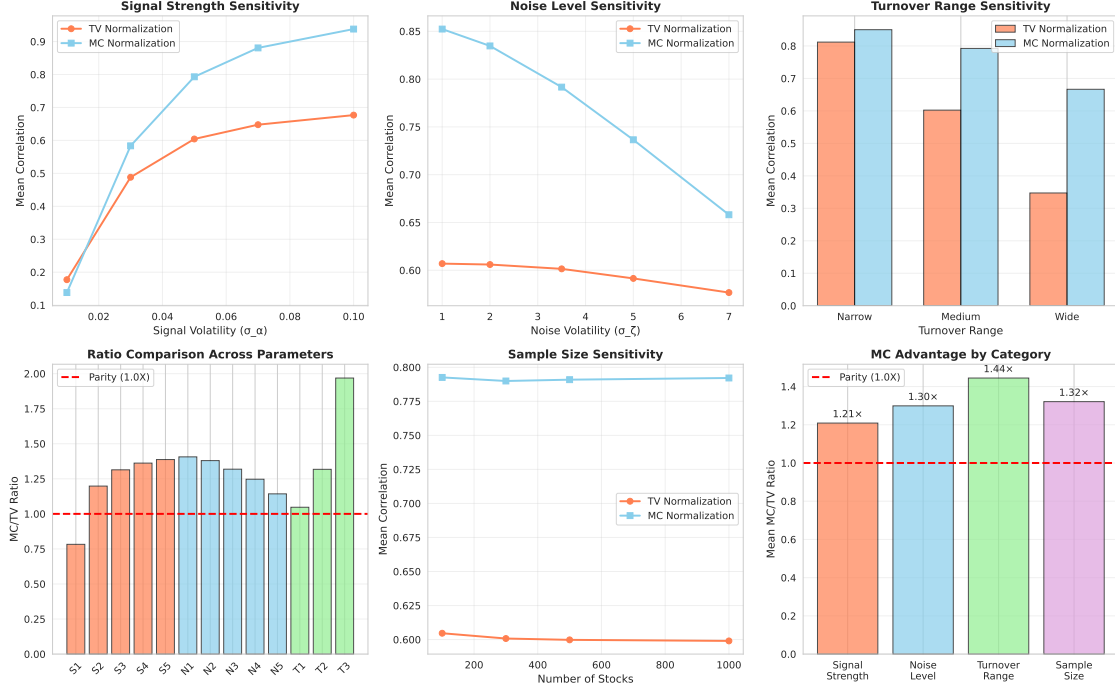 Signal Strength Sensitivity
TV Normalization
MC Normalization
0.9
0.8
0.7
0.6
0.5
0.4
0.3
0.2
0.1
Mean Correlation
0.02
0.04
0.06
0.08
0.10
Signal Volatility (σ_α)
Noise Level Sensitivity
TV Normalization
MC Normalization
0.85
0.80
0.75
0.70
0.65
0.60
Mean Correlation
1
2
3
4
5
6
7
Noise Volatility (σ_ζ)
Turnover Range Sensitivity
TV Normalization
MC Normalization
0.8
0.7
0.6
0.5
0.4
0.3
0.2
0.1
0.0
Mean Correlation
Narrow
Medium
Wide
Turnover Range
Ratio Comparison Across Parameters
Parity (1.0X)
2.00
1.75
1.50
1.25
1.00
0.75
0.50
0.25
0.00
MC/TV Ratio
S1
S2
S3
S4
S5
N1
N2
N3
N4
N5
T1
T2
T3
Sample Size Sensitivity
0.800
0.775
0.750
0.725
0.700
0.675
0.650
0.625
0.600
Mean Correlation
TV Normalization
MC Normalization
200
400
600
800
1000
Number of Stocks
MC Advantage by Category
Parity (1.0X)
1.4
1.2
1.0
0.8
0.6
0.4
0.2
0.0
Mean MC/TV Ratio
1.21×
1.30×
1.44×
1.32×
Signal
Strength
Noise
Level
Turnover
Range
Sample
Size